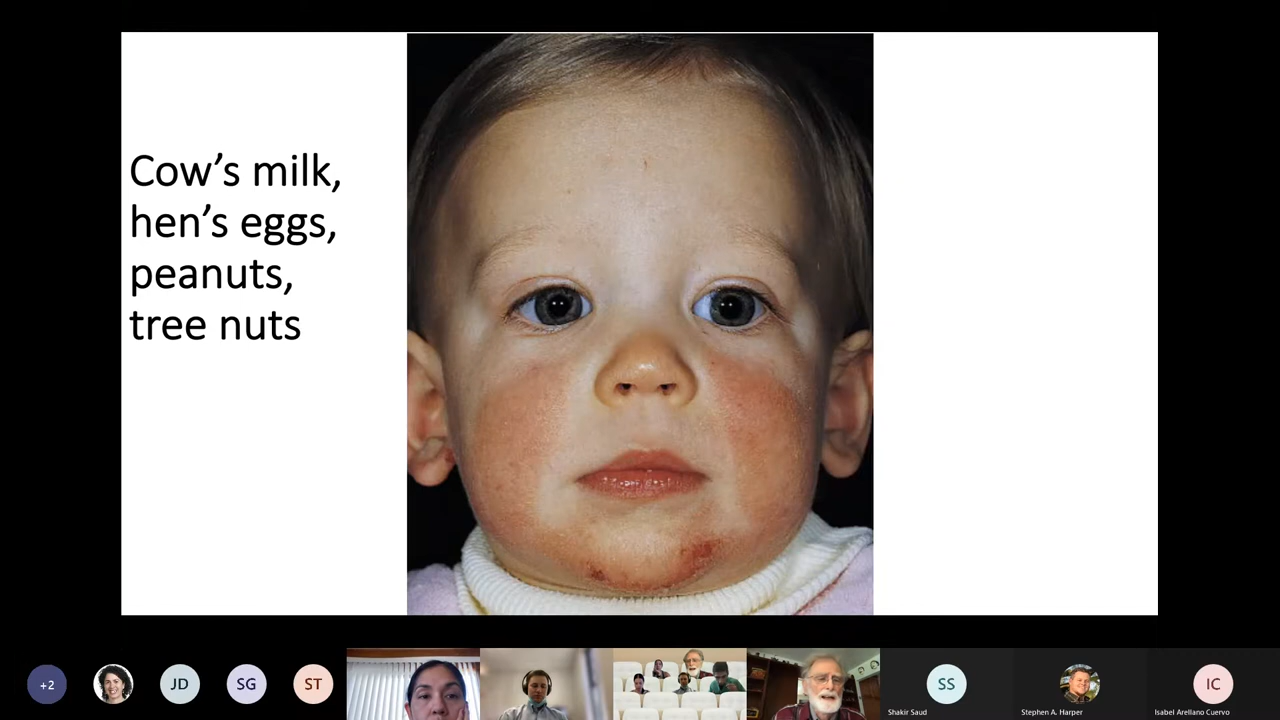 Cow’s milk,
hen’s eggs,
peanuts,
tree nuts
+2
JD
SG
ST
SS
Shakir Saud
Stephen A. Harper
IC
Isabel Arellano Cuervo